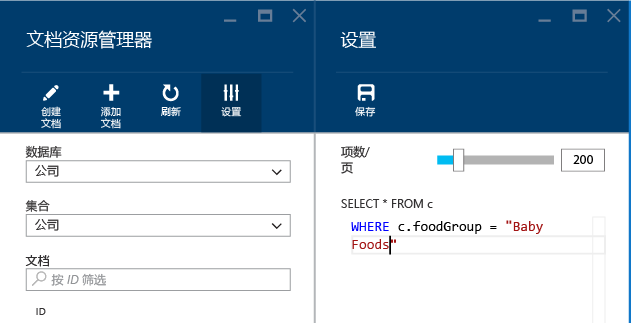 文档资源管理器
创建
文档
添加
文档
刷新
设置
数据库
公司
集合
公司
文档
按 ID 筛选
ID
设置
保存
项数/
页
200
SELECT * FROM c
WHERE c.foodGroup = "Baby
Foods"